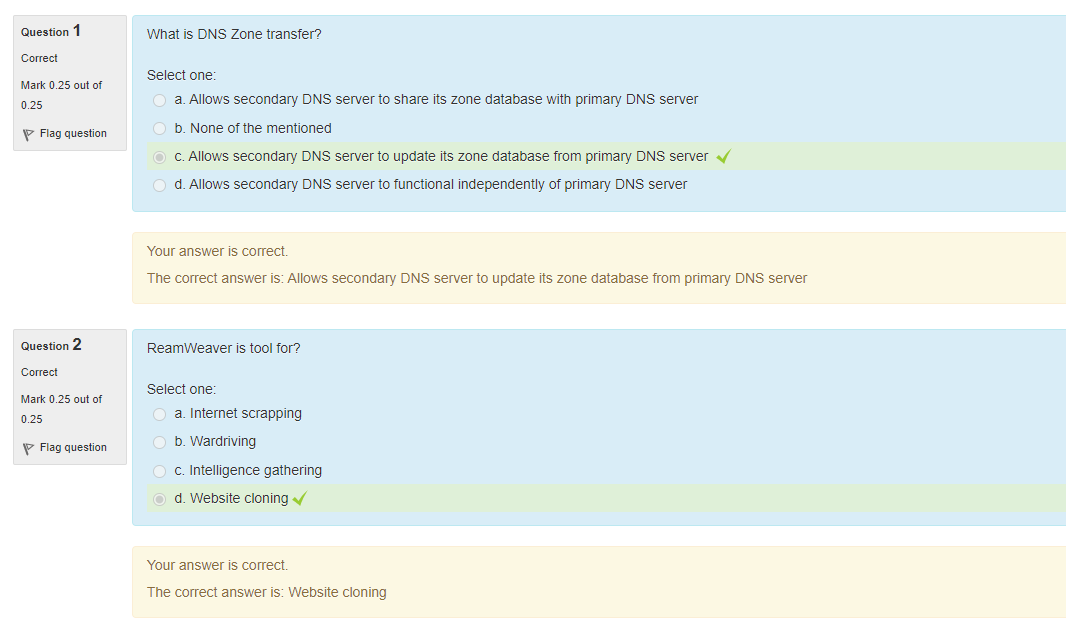 Question 1
Correct
Mark 0.25 out of
0.25
Flag question
What is DNS Zone transfer?
Select one:
a. Allows secondary DNS server to share its zone database with primary DNS server
b. None of the mentioned
c. Allows secondary DNS server to update its zone database from primary DNS server
d. Allows secondary DNS server to functional independently of primary DNS server
Your answer is correct.
The correct answer is: Allows secondary DNS server to update its zone database from primary DNS server
Question 2
Correct
Mark 0.25 out of
0.25
Flag question
ReamWeaver is tool for?
Select one:
a. Internet scrapping
b. Wardriving
c. Intelligence gathering
d. Website cloning
Your answer is correct.
The correct answer is: Website cloning